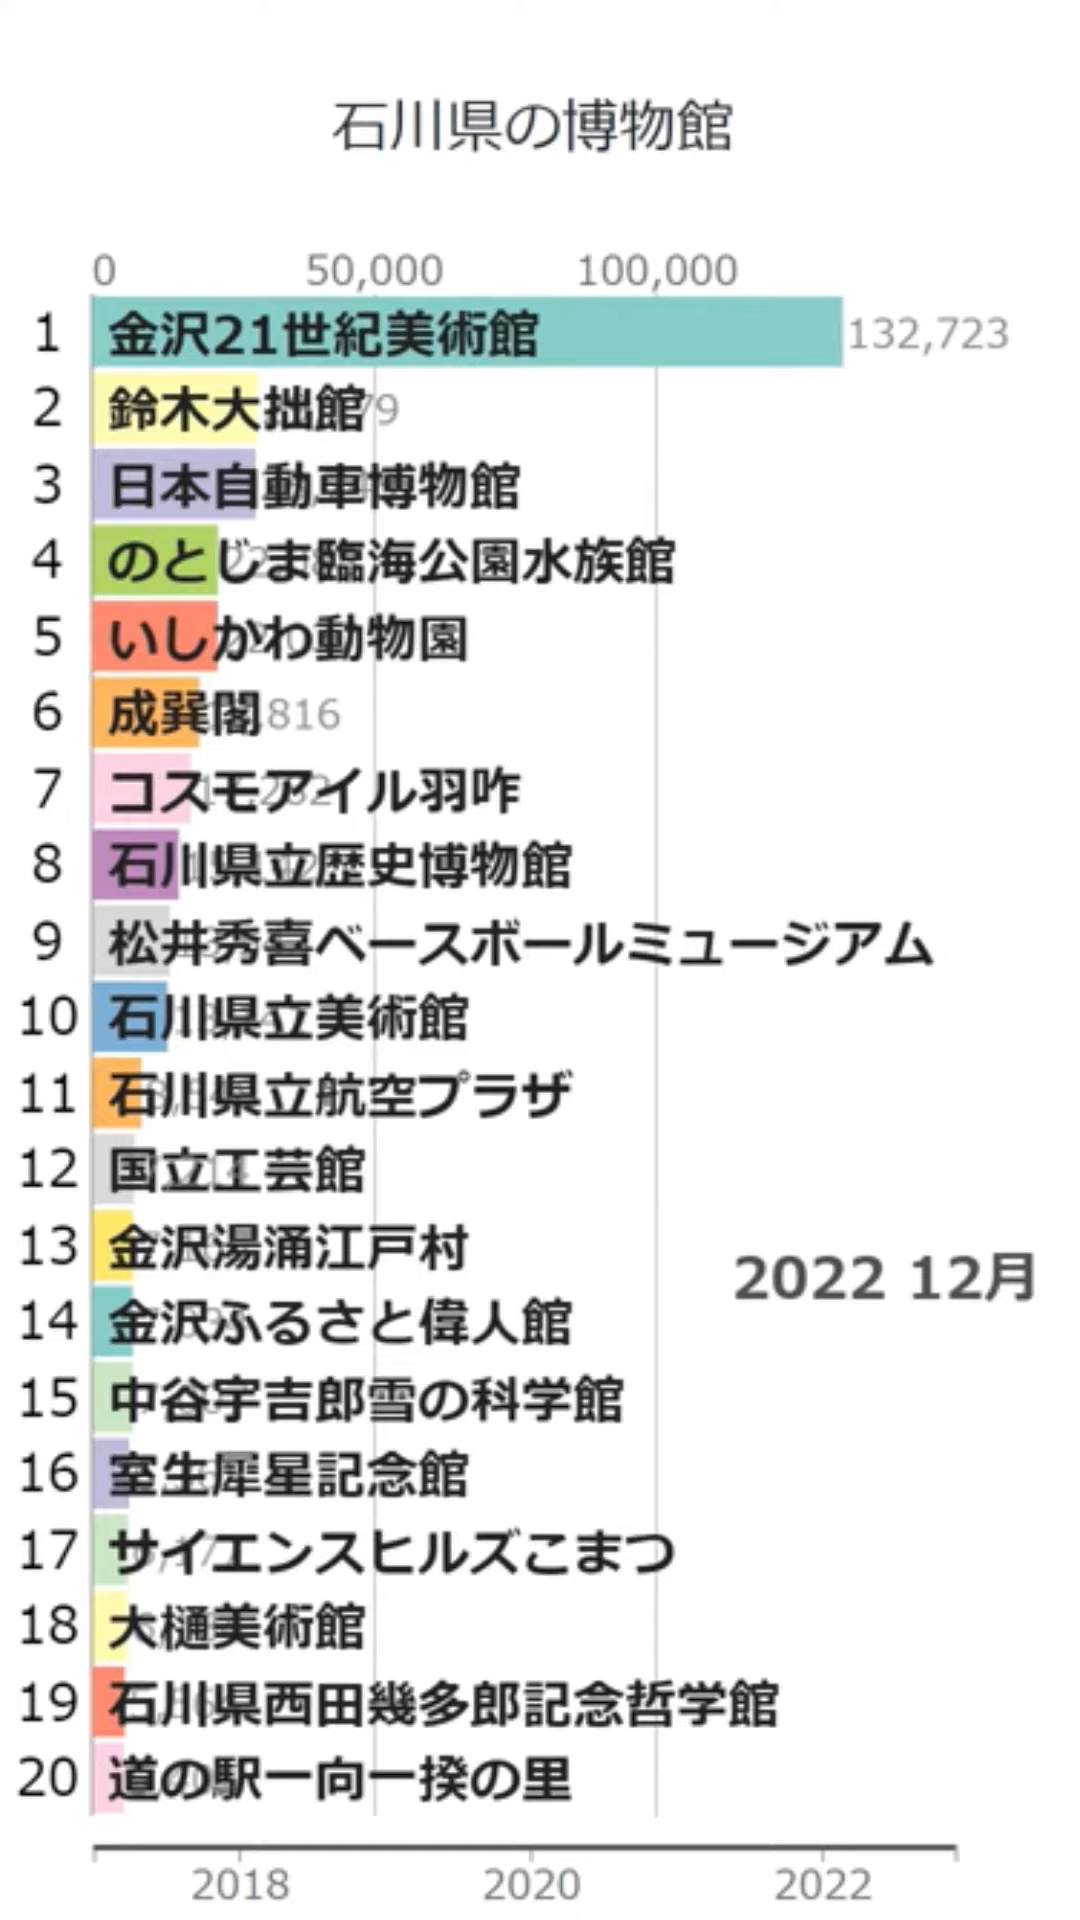 石川県の博物館
0 50,000 100,000
1 金沢21世紀美術館 132,723
2 鈴木大拙館
3 日本自動車博物館
4 のとじま臨海公園水族館
5 いしかわ動物園
6 成巽閣
7 コスモアイル羽咋
8 石川県立歴史博物館
9 松井秀喜ベースボールミュージアム
10 石川県立美術館
11 石川県立航空プラザ
12 国立工芸館
13 金沢湯涌江戸村
2022 12月
14 金沢ふるさと偉人館
15 中谷宇吉郎雪の科学館
16 室生犀星記念館
17 サイエンスヒルズこまつ
18 大樋美術館
19 石川県西田幾多郎記念哲学館
20 道の駅一向一揆の里
2018 2020 2022